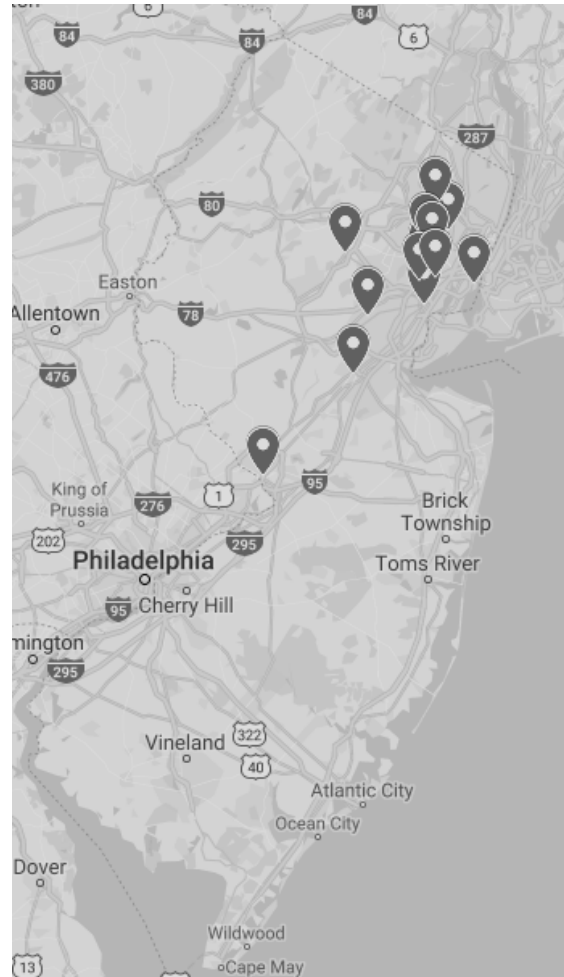 6
84
84
84
6
380
287
80
Easton
78
Allentown
476
King of
Prussia
276
1
95
Brick
Township
202
295
Philadelphia
Toms River
95
Cherry Hill
mington
295
322
Vineland
40
Atlantic City
Ocean City
Dover
Wildwood
13
Cape May